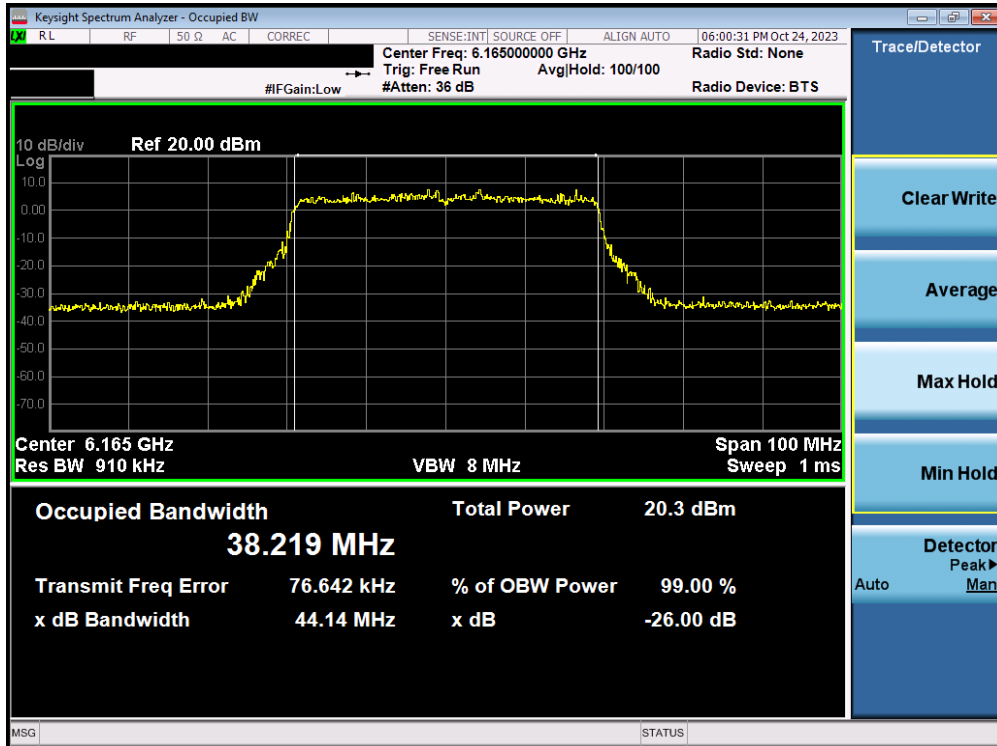 Keysight Spectrum Analyzer - Occupied BW
LXI RL RF 50 Ω AC CORREC SENSE:INT SOURCE OFF ALIGN AUTO 06:00:31 PM Oct 24, 2023
Center Freq: 6.165000000 GHz Radio Std: None
Trig: Free Run Avg|Hold: 100/100
#IFGain:Low #Atten: 36 dB Radio Device: BTS
10 dB/div Ref 20.00 dBm
Log
10.0
0.00
-10.0
-20.0
-30.0
-40.0
-50.0
-60.0
-70.0
Center 6.165 GHz Span 100 MHz
Res BW 910 kHz VBW 8 MHz Sweep 1 ms
Occupied Bandwidth Total Power 20.3 dBm
38.219 MHz
Transmit Freq Error 76.642 kHz % of OBW Power 99.00 %
x dB Bandwidth 44.14 MHz x dB -26.00 dB
MSG STATUS
Trace/Detector
Clear Write
Average
Max Hold
Min Hold
Detector
Peak▶
Auto Man